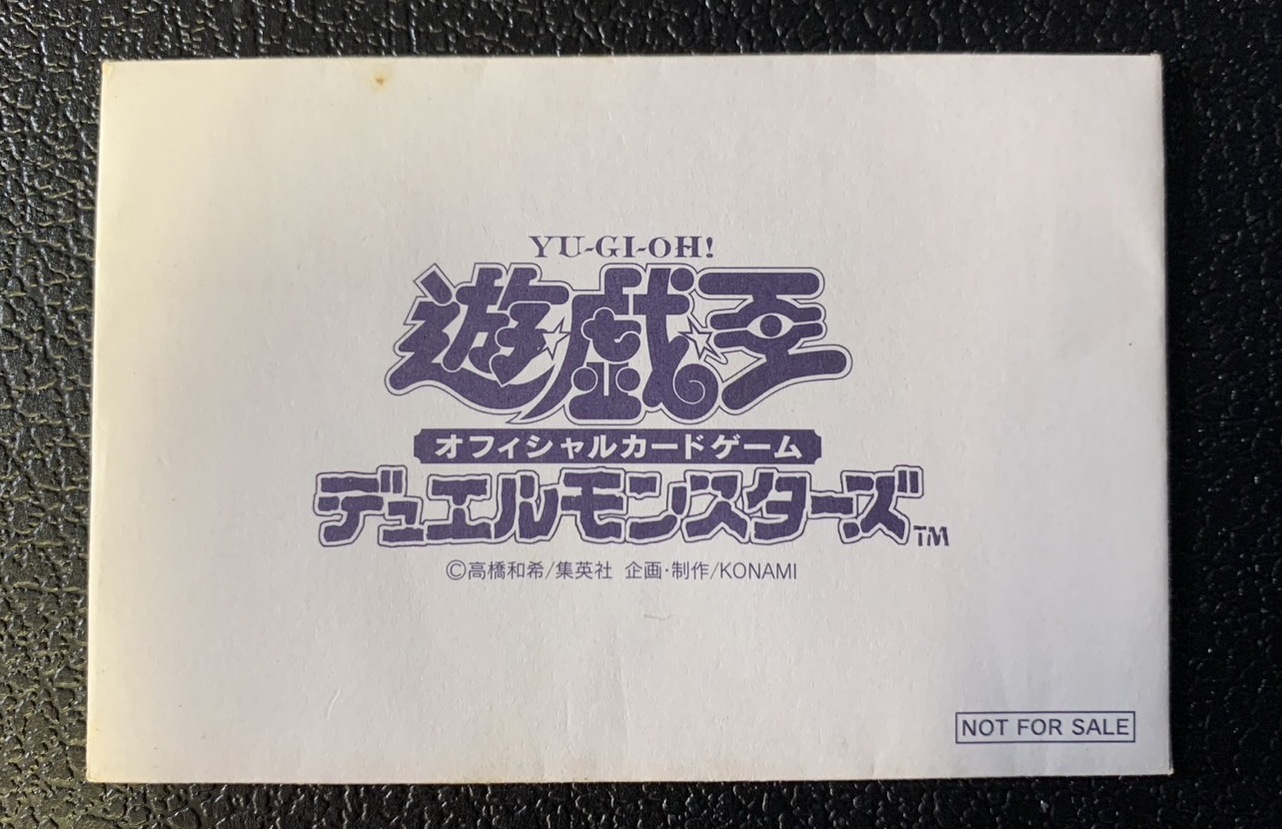 YU-GI-OH!
遊☆戯☆王
オフィシャルカードゲーム
デュエルモンスターズ™
©高橋和希/集英社 企画・制作/KONAMI
NOT FOR SALE